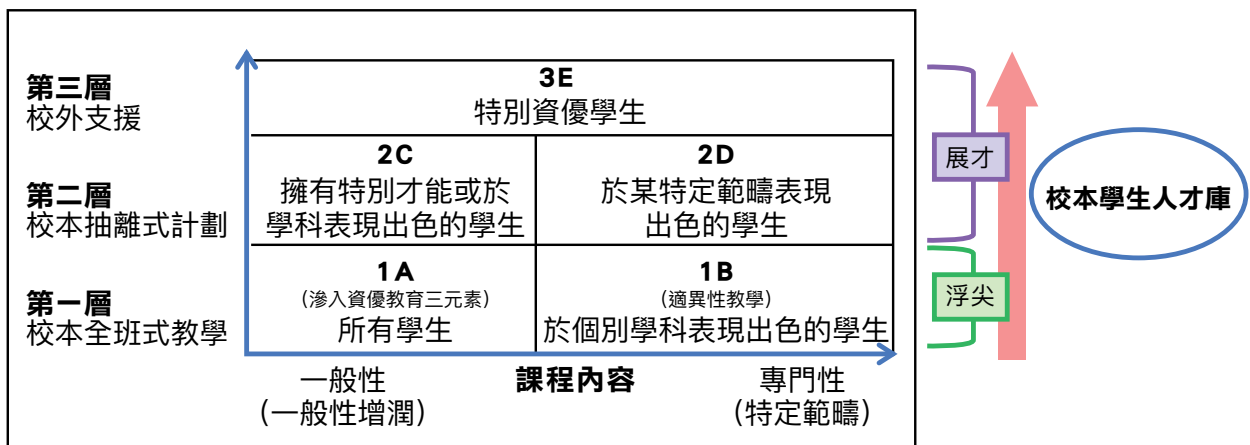 第三層
校外支援
3E
特別資優學生
第二層
校本抽離式計劃
2C
擁有特別才能或於
學科表現出色的學生
2D
於某特定範疇表現
出色的學生
第一層
校本全班式教學
1A
(滲入資優教育三元素)
所有學生
1B
(適異性教學)
於個別學科表現出色的學生
一般性
(一般性增潤)
課程內容
專門性
(特定範疇)
展才
浮尖
校本學生人才庫